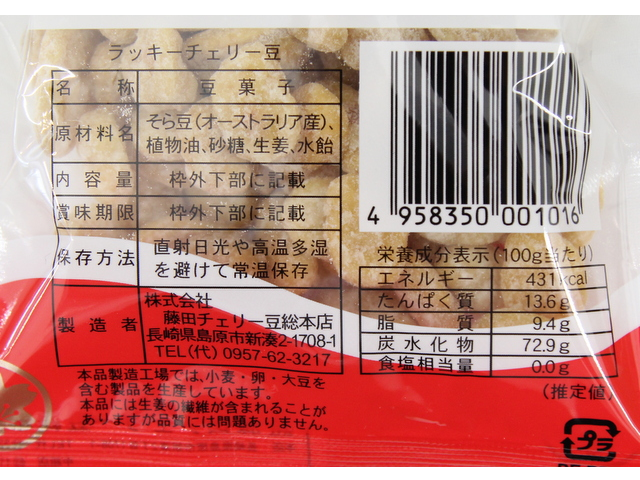 ラッキーチェリー豆
名称 豆菓子
原材料名 そら豆(オーストラリア産)、
植物油、砂糖、生姜、水飴
内容量 枠外下部に記載
賞味期限 枠外下部に記載
保存方法 直射日光や高温多湿
を避けて常温保存
製造者 株式会社
藤田チェリー豆総本店
長崎県島原市新湊2-1708-1
TEL(代) 0957-62-3217
本品製造工場では、小麦・卵・大豆を
含む製品を生産しています。
本品には生姜の繊維が含まれることが
ありますが品質には問題ありません。
4 958350 001016
栄養成分表示(100g当たり)
エネルギー 431kcal
たんぱく質 13.6g
脂質 9.4g
炭水化物 72.9g
食塩相当量 0.0g
(推定値)
プラ